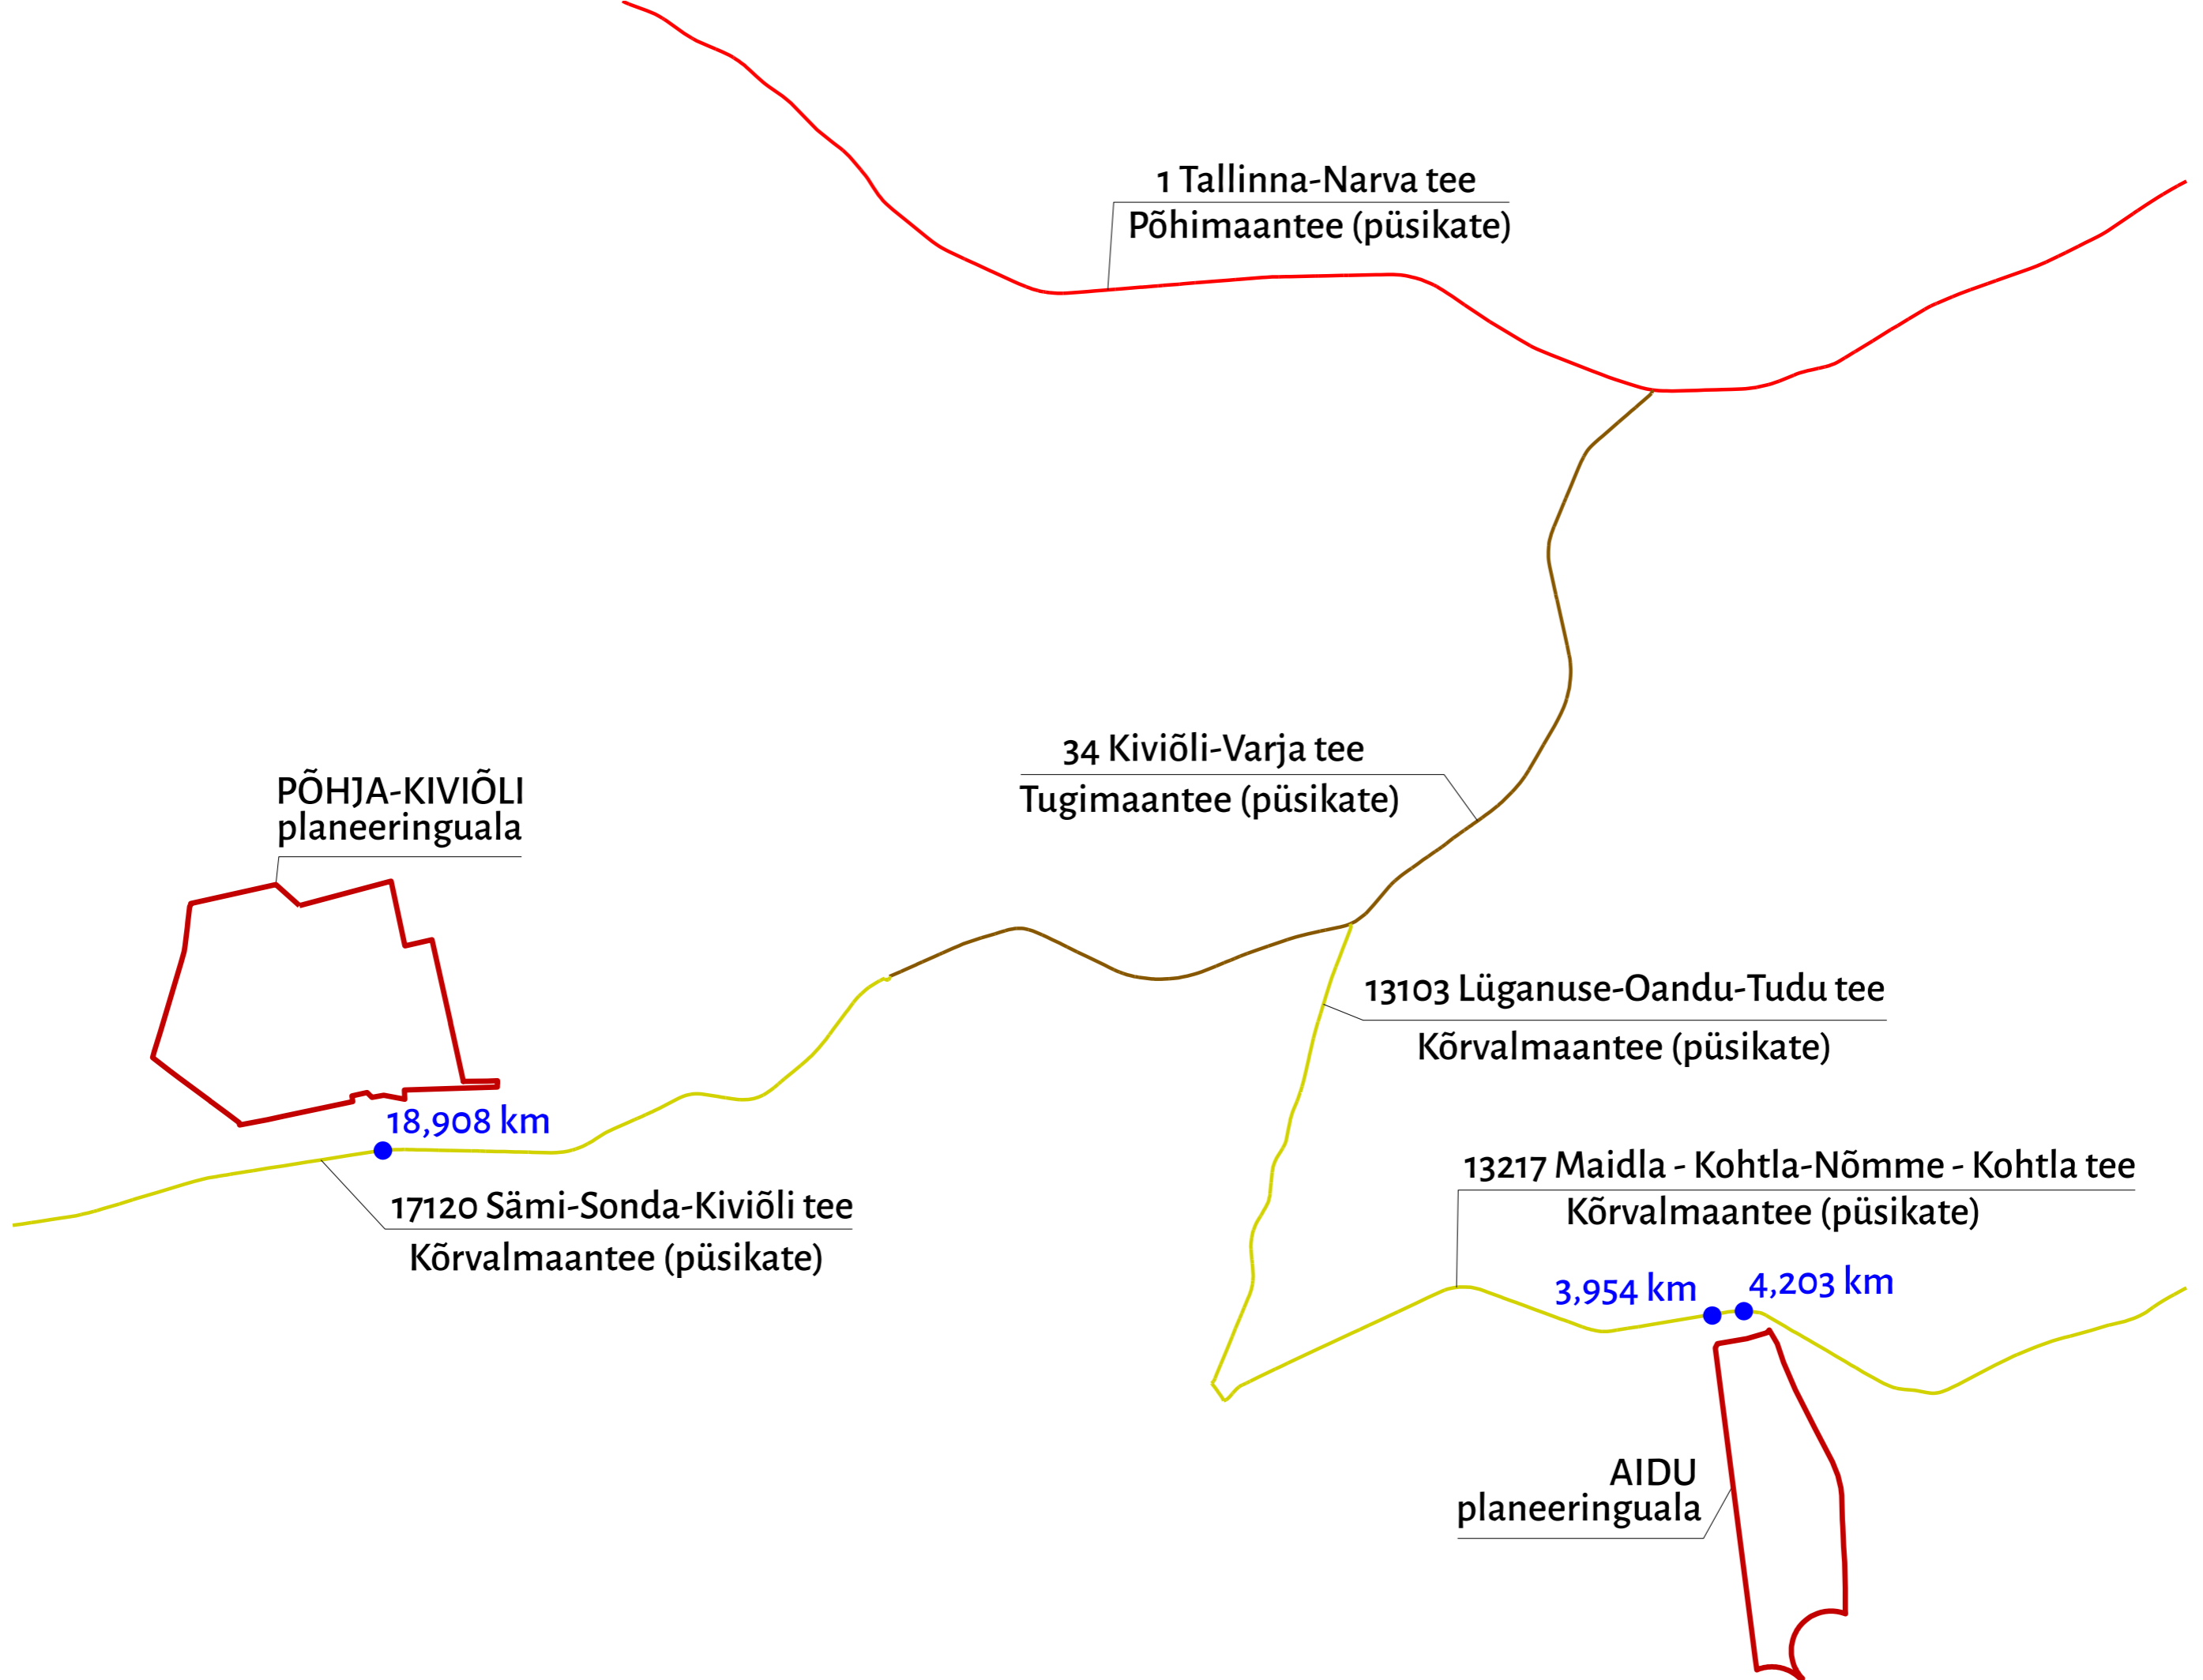 1 Tallinna-Narva tee
Põhimaantee (püsikate)
34 Kiviõli-Varja tee
Tugimaantee (püsikate)
PÕHJA-KIVIÕLI
planeeringuala
13103 Lüganuse-Oandu-Tudu tee
Kõrvalmaantee (püsikate)
18,908 km
17120 Sämi-Sonda-Kiviõli tee
Kõrvalmaantee (püsikate)
13217 Maidla - Kohtla-Nõmme - Kohtla tee
Kõrvalmaantee (püsikate)
3,954 km
4,203 km
AIDU
planeeringuala